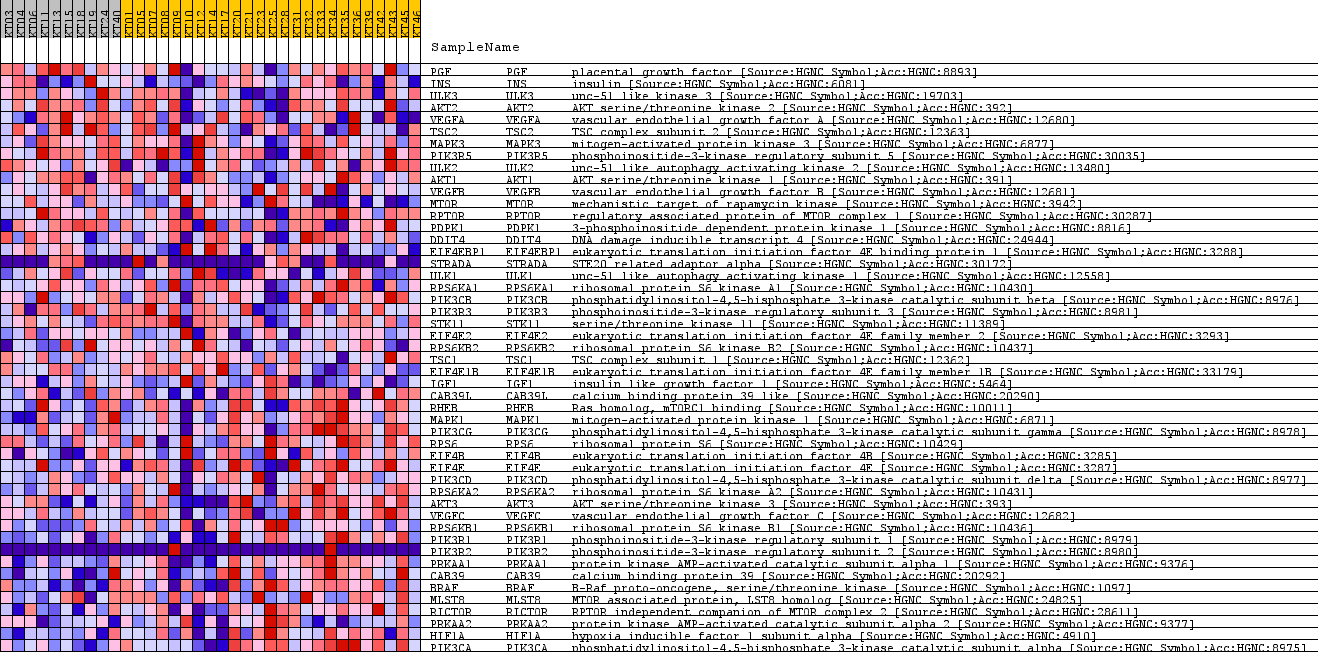 KT03 KT04 KT06 KT11 KT13 KT15 KT18 KT19 KT24 KT40 KT01 KT05 KT07 KT08 KT09 KT10 KT12 KT14 KT17 KT20 KT21 KT23 KT25 KT28 KT31 KT32 KT33 KT34 KT35 KT36 KT39 KT42 KT43 KT45 KT46
SampleName
PGF PGF placental growth factor [Source:HGNC Symbol;Acc:HGNC:8893]
INS INS insulin [Source:HGNC Symbol;Acc:HGNC:6081]
ULK3 ULK3 unc-51 like kinase 3 [Source:HGNC Symbol;Acc:HGNC:19703]
AKT2 AKT2 AKT serine/threonine kinase 2 [Source:HGNC Symbol;Acc:HGNC:392]
VEGFA VEGFA vascular endothelial growth factor A [Source:HGNC Symbol;Acc:HGNC:12680]
TSC2 TSC2 TSC complex subunit 2 [Source:HGNC Symbol;Acc:HGNC:12363]
MAPK3 MAPK3 mitogen-activated protein kinase 3 [Source:HGNC Symbol;Acc:HGNC:6877]
PIK3R5 PIK3R5 phosphoinositide-3-kinase regulatory subunit 5 [Source:HGNC Symbol;Acc:HGNC:30035]
ULK2 ULK2 unc-51 like autophagy activating kinase 2 [Source:HGNC Symbol;Acc:HGNC:13480]
AKT1 AKT1 AKT serine/threonine kinase 1 [Source:HGNC Symbol;Acc:HGNC:391]
VEGFB VEGFB vascular endothelial growth factor B [Source:HGNC Symbol;Acc:HGNC:12681]
MTOR MTOR mechanistic target of rapamycin kinase [Source:HGNC Symbol;Acc:HGNC:3942]
RPTOR RPTOR regulatory associated protein of MTOR complex 1 [Source:HGNC Symbol;Acc:HGNC:30287]
PDPK1 PDPK1 3-phosphoinositide dependent protein kinase 1 [Source:HGNC Symbol;Acc:HGNC:8816]
DDIT4 DDIT4 DNA damage inducible transcript 4 [Source:HGNC Symbol;Acc:HGNC:24944]
EIF4EBP1 EIF4EBP1 eukaryotic translation initiation factor 4E binding protein 1 [Source:HGNC Symbol;Acc:HGNC:3288]
STRADA STRADA STE20 related adaptor alpha [Source:HGNC Symbol;Acc:HGNC:30172]
ULK1 ULK1 unc-51 like autophagy activating kinase 1 [Source:HGNC Symbol;Acc:HGNC:12558]
RPS6KA1 RPS6KA1 ribosomal protein S6 kinase A1 [Source:HGNC Symbol;Acc:HGNC:10430]
PIK3CB PIK3CB phosphatidylinositol-4,5-bisphosphate 3-kinase catalytic subunit beta [Source:HGNC Symbol;Acc:HGNC:8976]
PIK3R3 PIK3R3 phosphoinositide-3-kinase regulatory subunit 3 [Source:HGNC Symbol;Acc:HGNC:8981]
STK11 STK11 serine/threonine kinase 11 [Source:HGNC Symbol;Acc:HGNC:11389]
EIF4E2 EIF4E2 eukaryotic translation initiation factor 4E family member 2 [Source:HGNC Symbol;Acc:HGNC:3293]
RPS6KB2 RPS6KB2 ribosomal protein S6 kinase B2 [Source:HGNC Symbol;Acc:HGNC:10437]
TSC1 TSC1 TSC complex subunit 1 [Source:HGNC Symbol;Acc:HGNC:12362]
EIF4E1B EIF4E1B eukaryotic translation initiation factor 4E family member 1B [Source:HGNC Symbol;Acc:HGNC:33179]
IGF1 IGF1 insulin like growth factor 1 [Source:HGNC Symbol;Acc:HGNC:5464]
CAB39L CAB39L calcium binding protein 39 like [Source:HGNC Symbol;Acc:HGNC:20290]
RHEB RHEB Ras homolog, mTORC1 binding [Source:HGNC Symbol;Acc:HGNC:10011]
MAPK1 MAPK1 mitogen-activated protein kinase 1 [Source:HGNC Symbol;Acc:HGNC:6871]
PIK3CG PIK3CG phosphatidylinositol-4,5-bisphosphate 3-kinase catalytic subunit gamma [Source:HGNC Symbol;Acc:HGNC:8978]
RPS6 RPS6 ribosomal protein S6 [Source:HGNC Symbol;Acc:HGNC:10429]
EIF4B EIF4B eukaryotic translation initiation factor 4B [Source:HGNC Symbol;Acc:HGNC:3285]
EIF4E EIF4E eukaryotic translation initiation factor 4E [Source:HGNC Symbol;Acc:HGNC:3287]
PIK3CD PIK3CD phosphatidylinositol-4,5-bisphosphate 3-kinase catalytic subunit delta [Source:HGNC Symbol;Acc:HGNC:8977]
RPS6KA2 RPS6KA2 ribosomal protein S6 kinase A2 [Source:HGNC Symbol;Acc:HGNC:10431]
AKT3 AKT3 AKT serine/threonine kinase 3 [Source:HGNC Symbol;Acc:HGNC:393]
VEGFC VEGFC vascular endothelial growth factor C [Source:HGNC Symbol;Acc:HGNC:12682]
RPS6KB1 RPS6KB1 ribosomal protein S6 kinase B1 [Source:HGNC Symbol;Acc:HGNC:10436]
PIK3R1 PIK3R1 phosphoinositide-3-kinase regulatory subunit 1 [Source:HGNC Symbol;Acc:HGNC:8979]
PIK3R2 PIK3R2 phosphoinositide-3-kinase regulatory subunit 2 [Source:HGNC Symbol;Acc:HGNC:8980]
PRKAA1 PRKAA1 protein kinase AMP-activated catalytic subunit alpha 1 [Source:HGNC Symbol;Acc:HGNC:9376]
CAB39 CAB39 calcium binding protein 39 [Source:HGNC Symbol;Acc:HGNC:20292]
BRAF BRAF B-Raf proto-oncogene, serine/threonine kinase [Source:HGNC Symbol;Acc:HGNC:1097]
MLST8 MLST8 MTOR associated protein, LST8 homolog [Source:HGNC Symbol;Acc:HGNC:24825]
RICTOR RICTOR RPTOR independent companion of MTOR complex 2 [Source:HGNC Symbol;Acc:HGNC:28611]
PRKAA2 PRKAA2 protein kinase AMP-activated catalytic subunit alpha 2 [Source:HGNC Symbol;Acc:HGNC:9377]
HIF1A HIF1A hypoxia inducible factor 1 subunit alpha [Source:HGNC Symbol;Acc:HGNC:4910]
PIK3CA PIK3CA phosphatidylinositol-4,5-bisphosphate 3-kinase catalytic subunit alpha [Source:HGNC Symbol;Acc:HGNC:8975]